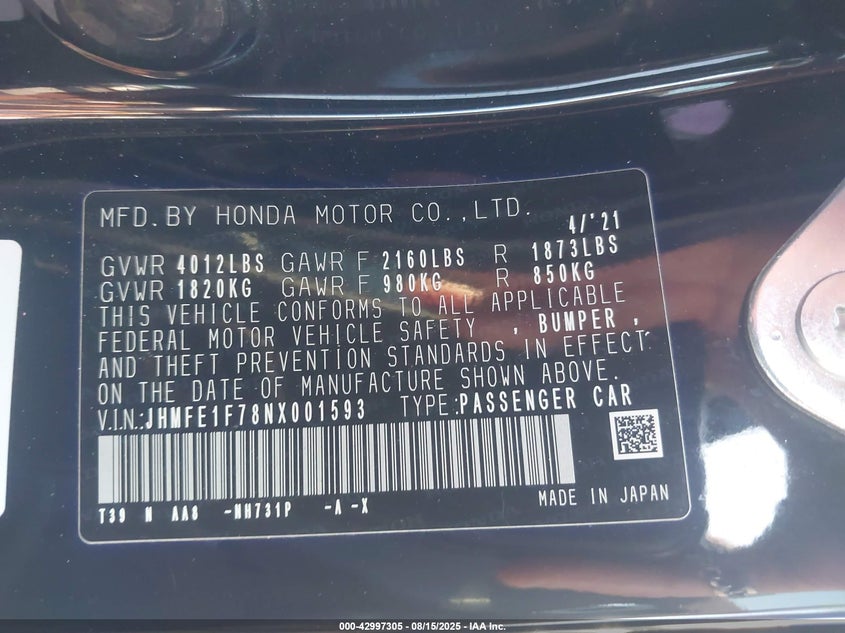 MFD.BY HONDA MOTOR CO.,LTD. 4/'21
GVWR 4012LBS GAWR F 2160LBS R 1873LBS
GVWR 1820KG GAWR F 980KG R 850KG
THIS VEHICLE CONFORMS TO ALL APPLICABLE
FEDERAL MOTOR VEHICLE SAFETY , BUMPER ,
AND THEFT PREVENTION STANDARDS IN EFFECT
ON THE DATE OF MANUFACTURE SHOWN ABOVE.
V.I.N.:JHMFE1F78NX001593 TYPE:PASSENGER CAR
MADE IN JAPAN
T39 N AA8 -NH731P -A -X
000-42997305 - 08/15/2025 - IAA Inc.